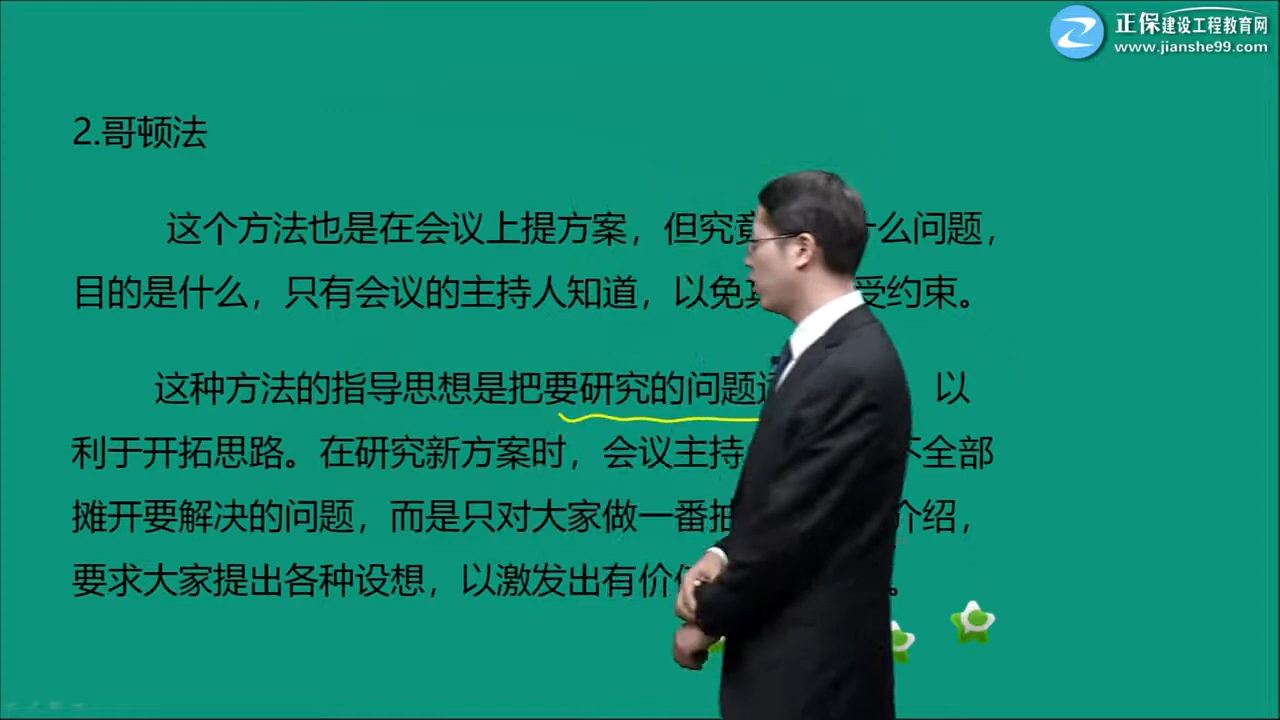 正保建设工程教育网
www.jianshe99.com
2.哥顿法
这个方法也是在会议上提方案，但究竟 什么问题，
目的是什么，只有会议的主持人知道，以免 受约束。
这种方法的指导思想是把要研究的问题 以
利于开拓思路。在研究新方案时，会议主持 不全部
摊开要解决的问题，而是只对大家做一番抽 介绍，
要求大家提出各种设想，以激发出有价 。